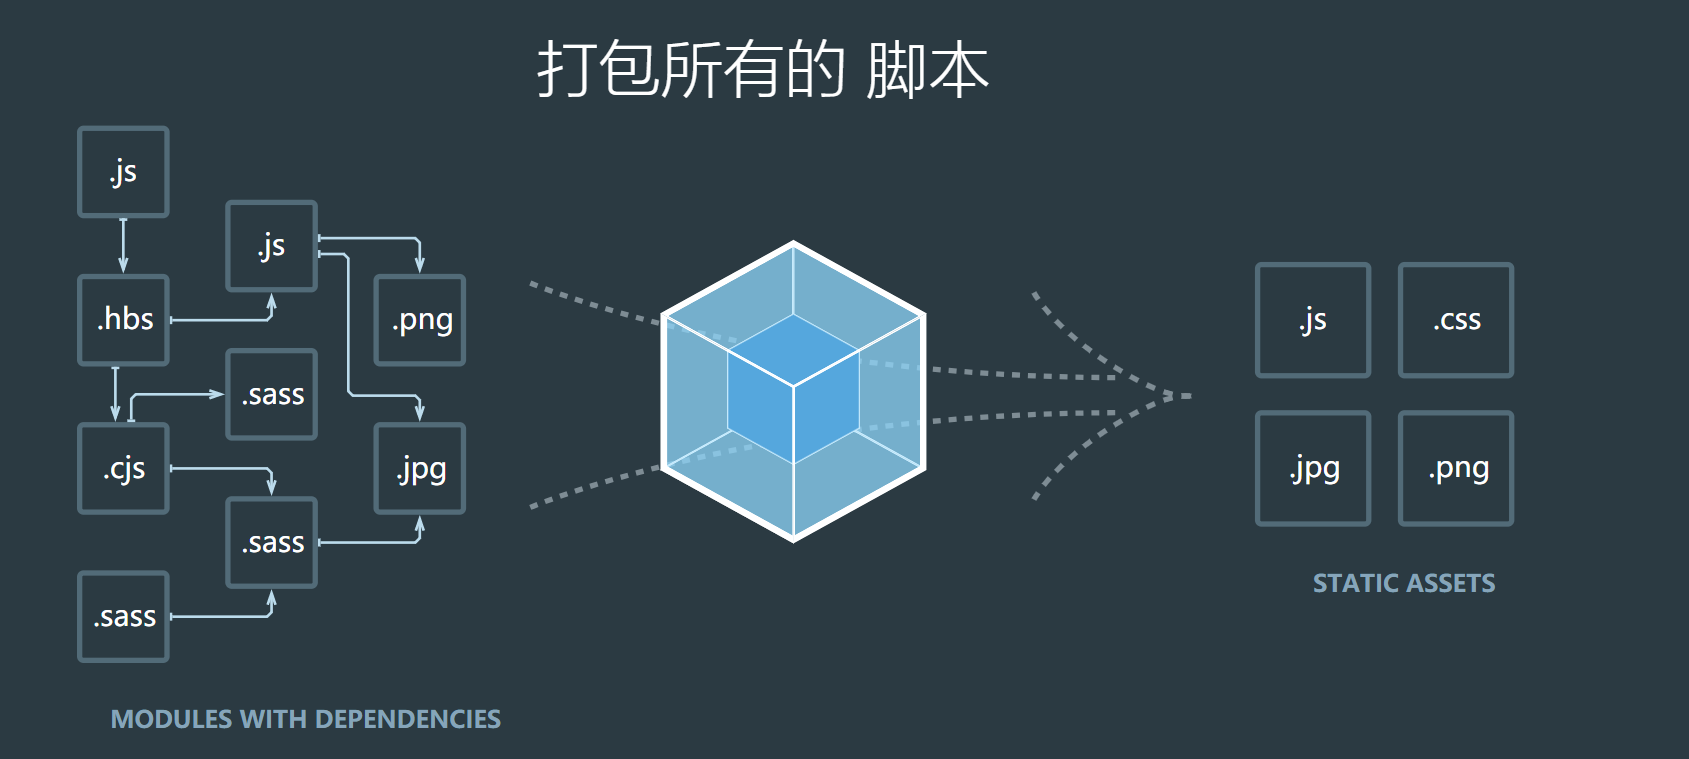 打包所有的 脚本
.js
.js
.hbs
.png
.sass
.cjs
.jpg
.sass
.sass
MODULES WITH DEPENDENCIES
.js
.css
.jpg
.png
STATIC ASSETS